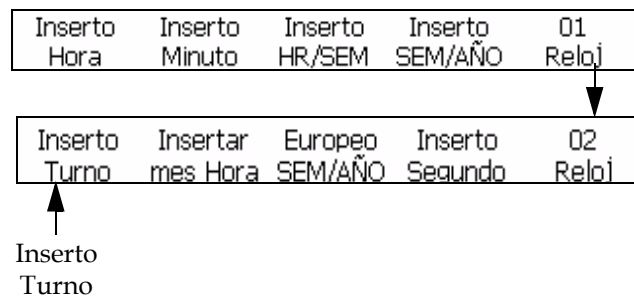 Inserto Inserto Inserto Inserto 01
Hora Minuto HR/SEM SEM/AÑO Reloj
Inserto Insertar Europeo Inserto 02
Turno mes Hora SEM/AÑO Segundo Reloj
Inserto
Turno